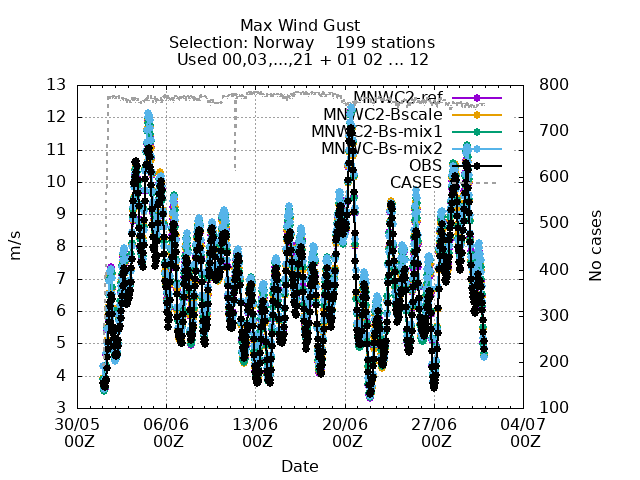 Max Wind Gust
Selection: Norway 199 stations
Used 00,03,...,21 + 01 02 ... 12
MNWC2-ref
MNWC2-Bscale
MNWC2-Bs-mix1
MNWC-Bs-mix2
OBS
CASES
13
12
11
10
9
8
7
6
5
4
3
m/s
800
700
600
500
400
300
200
100
No cases
30/05 06/06 13/06 20/06 27/06 04/07
00Z 00Z 00Z 00Z 00Z 00Z
Date